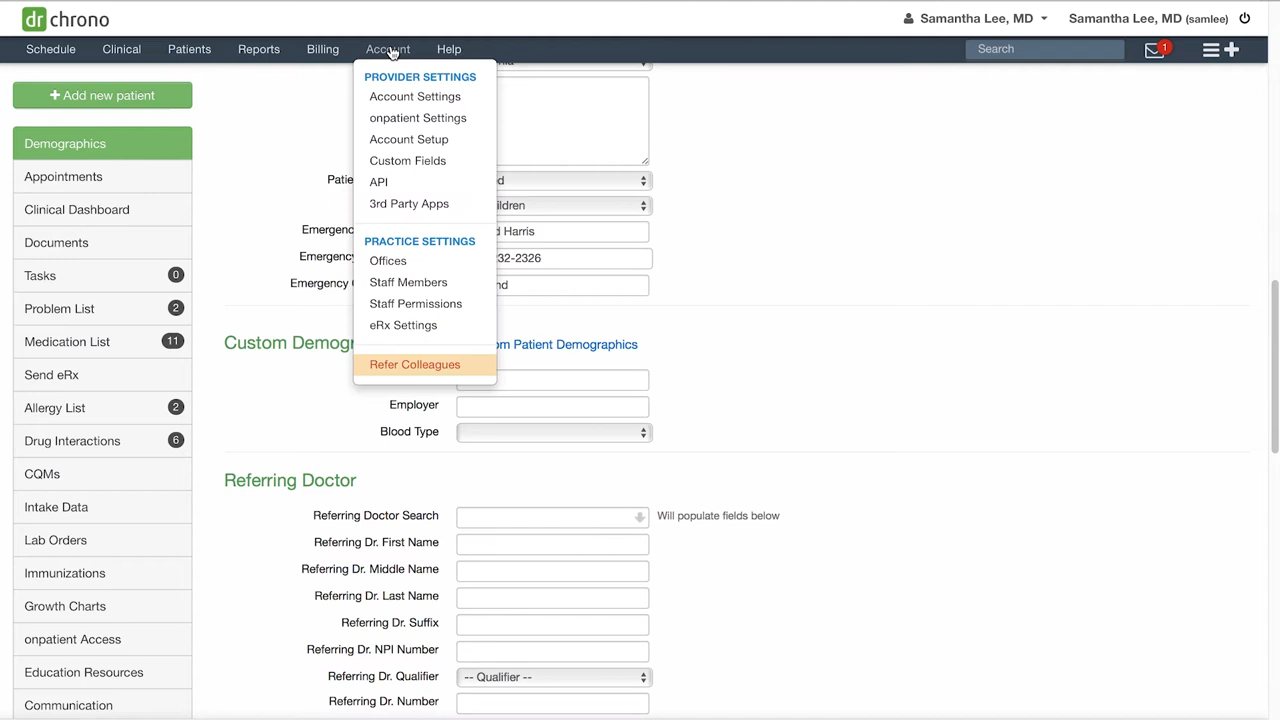 dr chrono
Samantha Lee, MD
Samantha Lee, MD (samlee)
Schedule Clinical Patients Reports Billing Account Help
Search
1
+ Add new patient
Demographics
Appointments
Clinical Dashboard
Documents
Tasks 0
Problem List 2
Medication List 11
Send eRx
Allergy List 2
Drug Interactions 6
CQMs
Intake Data
Lab Orders
Immunizations
Growth Charts
onpatient Access
Education Resources
Communication
PROVIDER SETTINGS
Account Settings
onpatient Settings
Account Setup
Custom Fields
API
3rd Party Apps
PRACTICE SETTINGS
Offices
Staff Members
Staff Permissions
eRx Settings
Refer Colleagues
Emergency Harris
Emergency 32-2326
Emergency
Custom Patient Demographics
Employer
Blood Type
Referring Doctor
Referring Doctor Search Will populate fields below
Referring Dr. First Name
Referring Dr. Middle Name
Referring Dr. Last Name
Referring Dr. Suffix
Referring Dr. NPI Number
Referring Dr. Qualifier -- Qualifier --
Referring Dr. Number